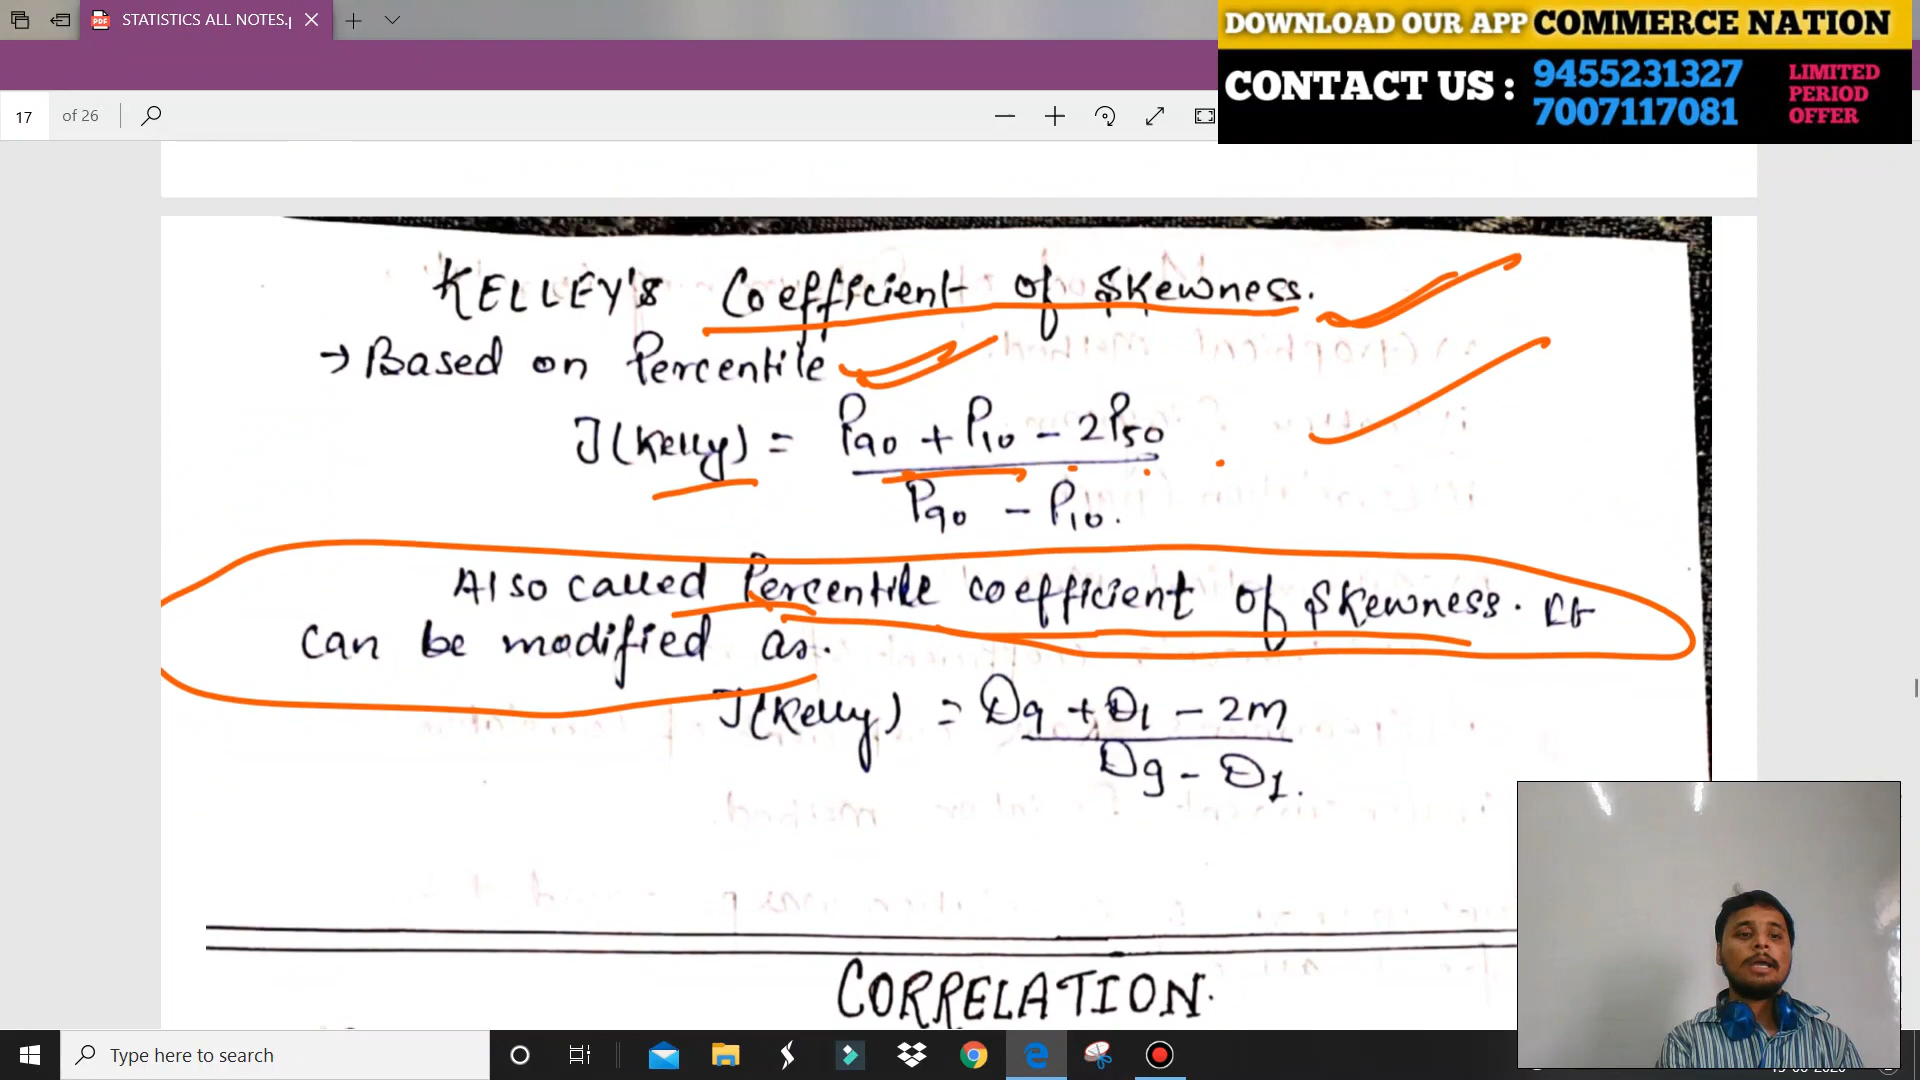 STATISTICS ALL NOTES.p
DOWNLOAD OUR APP COMMERCE NATION
CONTACT US : 9455231327
7007117081
LIMITED
PERIOD
OFFER
17 of 26
KELLEY's Coefficient of Skewness.
→ Based on Percentile
J(Kelly) = P90 + P10 - 2P50
P90 - P10.
Also called Percentile coefficient of Skewness. It
can be modified as.
J(Kelly) = D9 + D1 - 2m
D9 - D1.
CORRELATION.
Type here to search